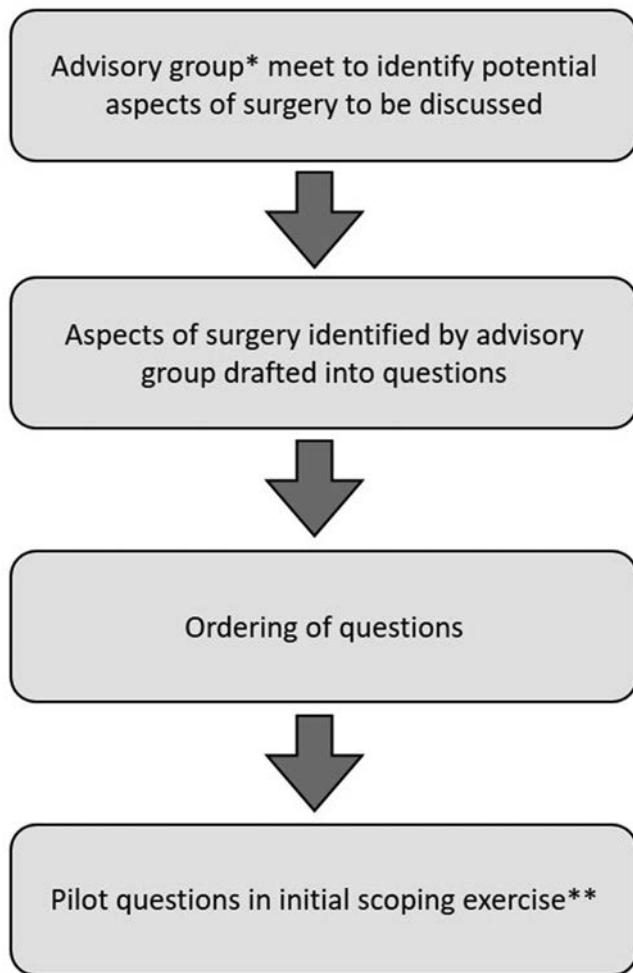 Advisory group* meet to identify potential
aspects of surgery to be discussed
Aspects of surgery identified by advisory
group drafted into questions
Ordering of questions
Pilot questions in initial scoping exercise**